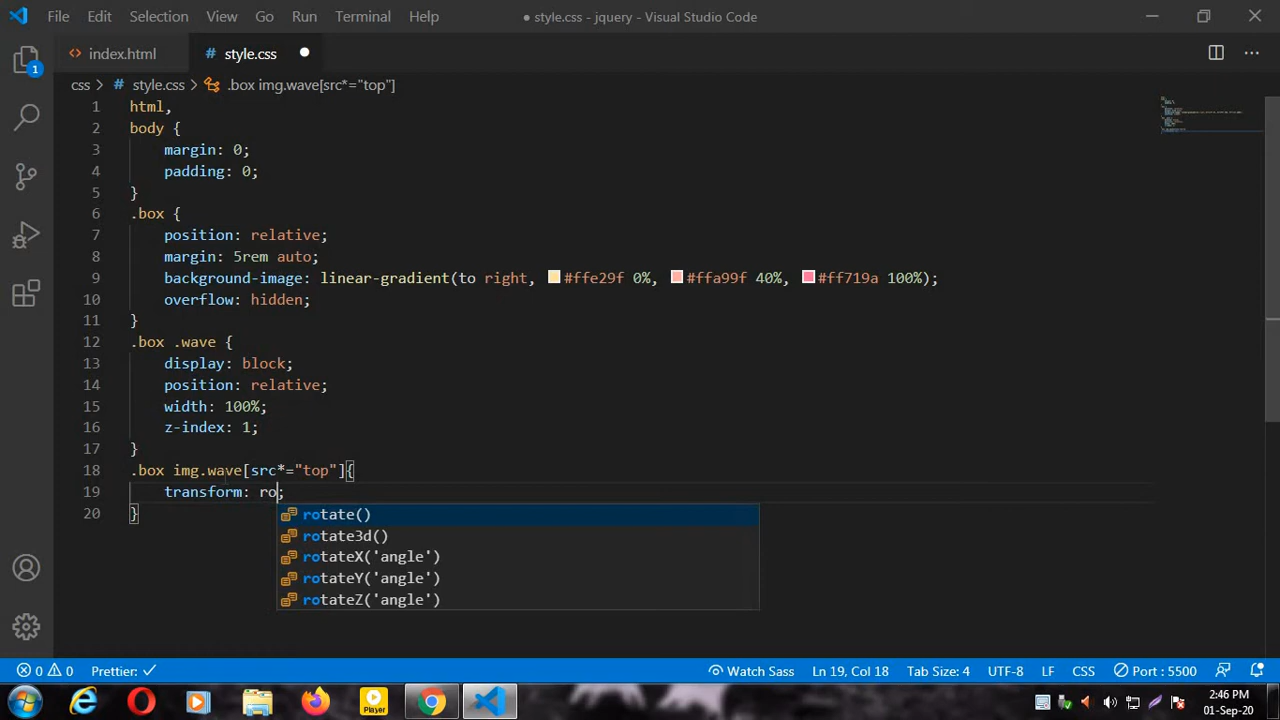 File Edit Selection View Go Run Terminal Help ● style.css - jquery - Visual Studio Code
index.html # style.css ●
css > # style.css > .box img.wave[src*="top"]
1 html,
2 body {
3 margin: 0;
4 padding: 0;
5 }
6 .box {
7 position: relative;
8 margin: 5rem auto;
9 background-image: linear-gradient(to right, #ffe29f 0%, #ffa99f 40%, #ff719a 100%);
10 overflow: hidden;
11 }
12 .box .wave {
13 display: block;
14 position: relative;
15 width: 100%;
16 z-index: 1;
17 }
18 .box img.wave[src*="top"]{
19 transform: ro;
20 }
rotate()
rotate3d()
rotateX('angle')
rotateY('angle')
rotateZ('angle')
1
0 0 Prettier: ✓ Watch Sass Ln 19, Col 18 Tab Size: 4 UTF-8 LF CSS Port : 5500
Player
2:46 PM
01-Sep-20